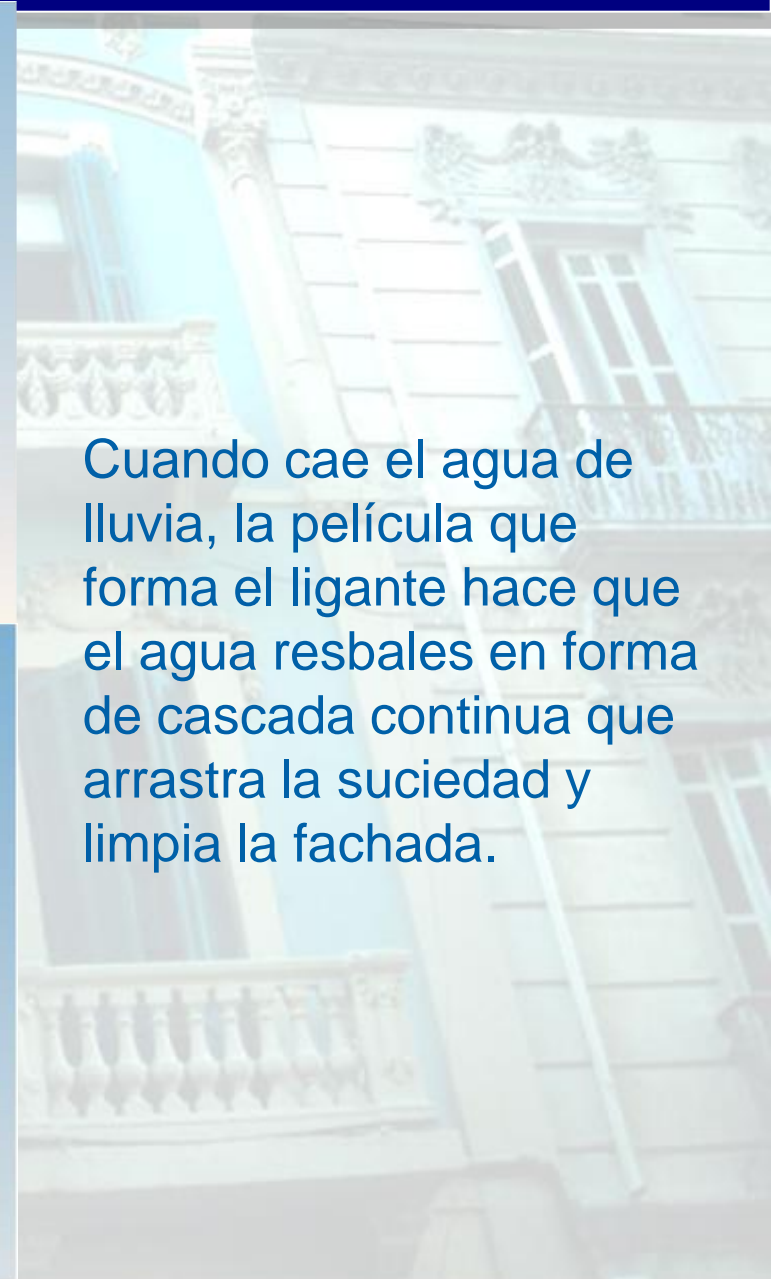 Cuando cae el agua de
lluvia, la película que
forma el ligante hace que
el agua resbales en forma
de cascada continua que
arrastra la suciedad y
limpia la fachada.